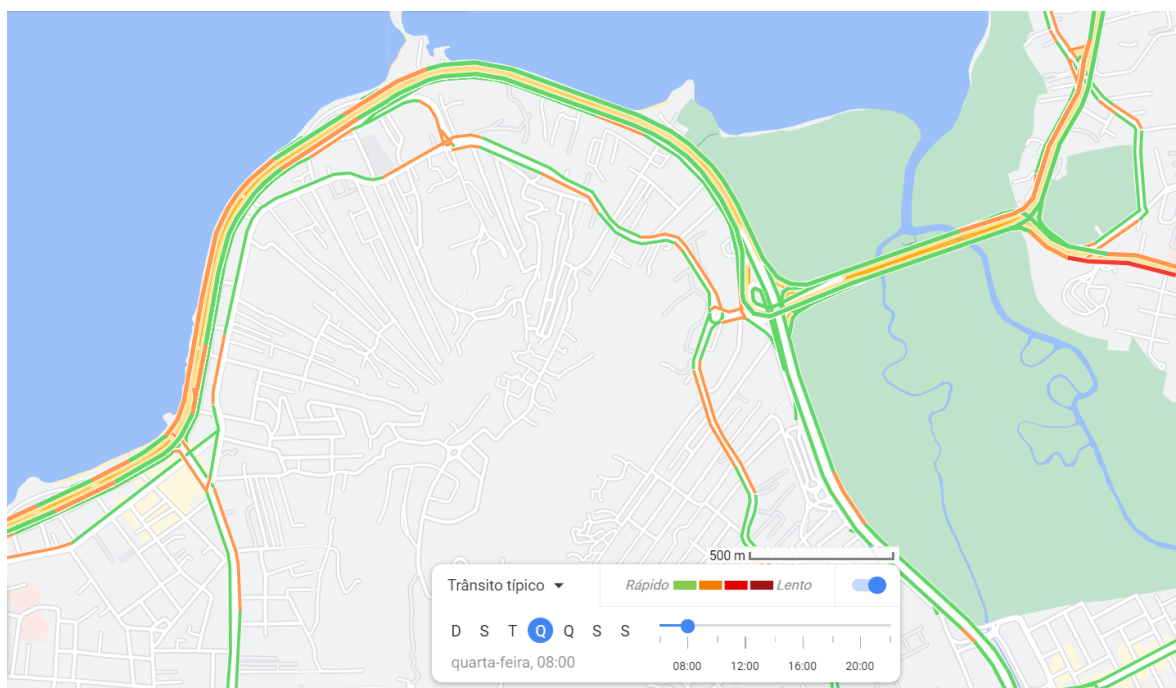 500 m
Trânsito típico
Rápido Lento
D S T Q Q S S
quarta-feira, 08:00
08:00 12:00 16:00 20:00